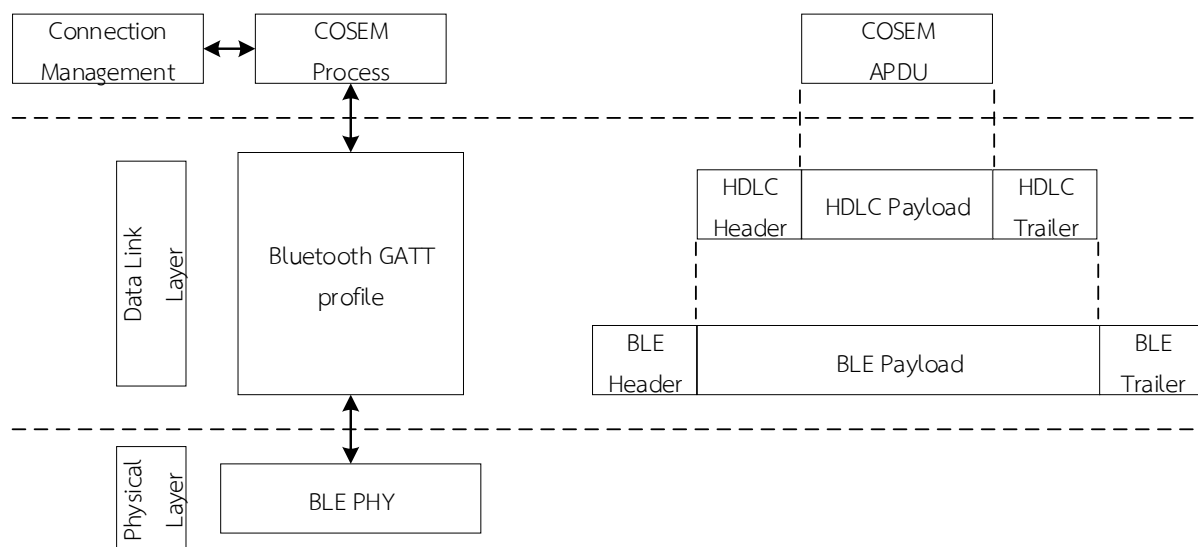 Connection
Management
COSEM
Process
COSEM
APDU
Data Link
Layer
Bluetooth GATT
profile
HDLC
Header
HDLC Payload
HDLC
Trailer
BLE
Header
BLE Payload
BLE
Trailer
Physical
Layer
BLE PHY